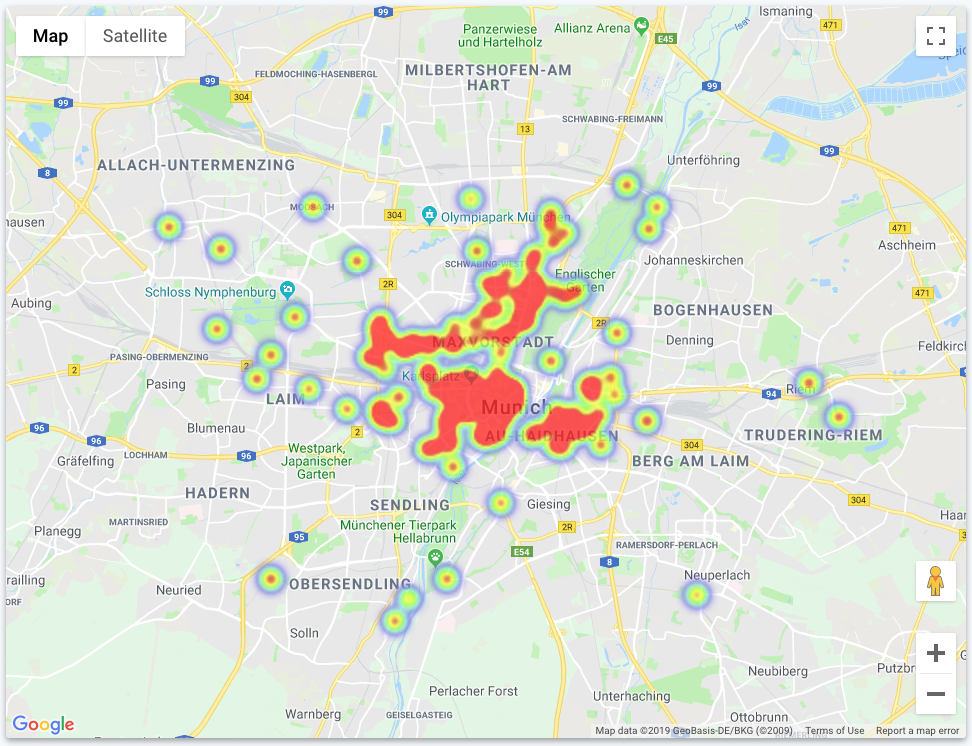 Map
Satellite
99
Panzerwiese
und Hartelholz
Allianz Arena
E45
Ismaning
471
MILBERTSHOFEN-AM
HART
FELDMOCHING-HASENBERGL
99
304
99
99
13
SCHWABING-FREIMANN
Unterföhring
99
8
ALLACH-UNTERMENZING
MOOSACH
304
Olympiapark München
471
Aschheim
hausen
SCHWABING-WEST
Johanneskirchen
Englischer
Garten
Schloss Nymphenburg
2R
471
Aubing
BOGENHAUSEN
2R
Denning
MAXVORSTADT
Feldkirch
PASING-OBERMENZING
2
2
Karlsplatz
Pasing
Riem
94
LAIM
Munich
96
Blumenau
2
AU-HAIDHAUSEN
TRUDERING-RIEM
96
LOCHHAM
96
Westpark,
Japanischer
Garten
304
Gräfelfing
BERG AM LAIM
HADERN
SENDLING
Giesing
304
MARTINSRIED
Münchener Tierpark
Hellabrunn
2R
Haar
Planegg
95
E54
RAMERSDORF-PERLACH
8
railling
OBERSENDLING
Neuperlach
Neuried
Solln
Neubiberg
Putzbr
Perlacher Forst
Unterhaching
Warnberg
GEISELGASTEIG
Ottobrunn
Google
Map data ©2019 GeoBasis-DE/BKG (©2009)
Terms of Use
Report a map error